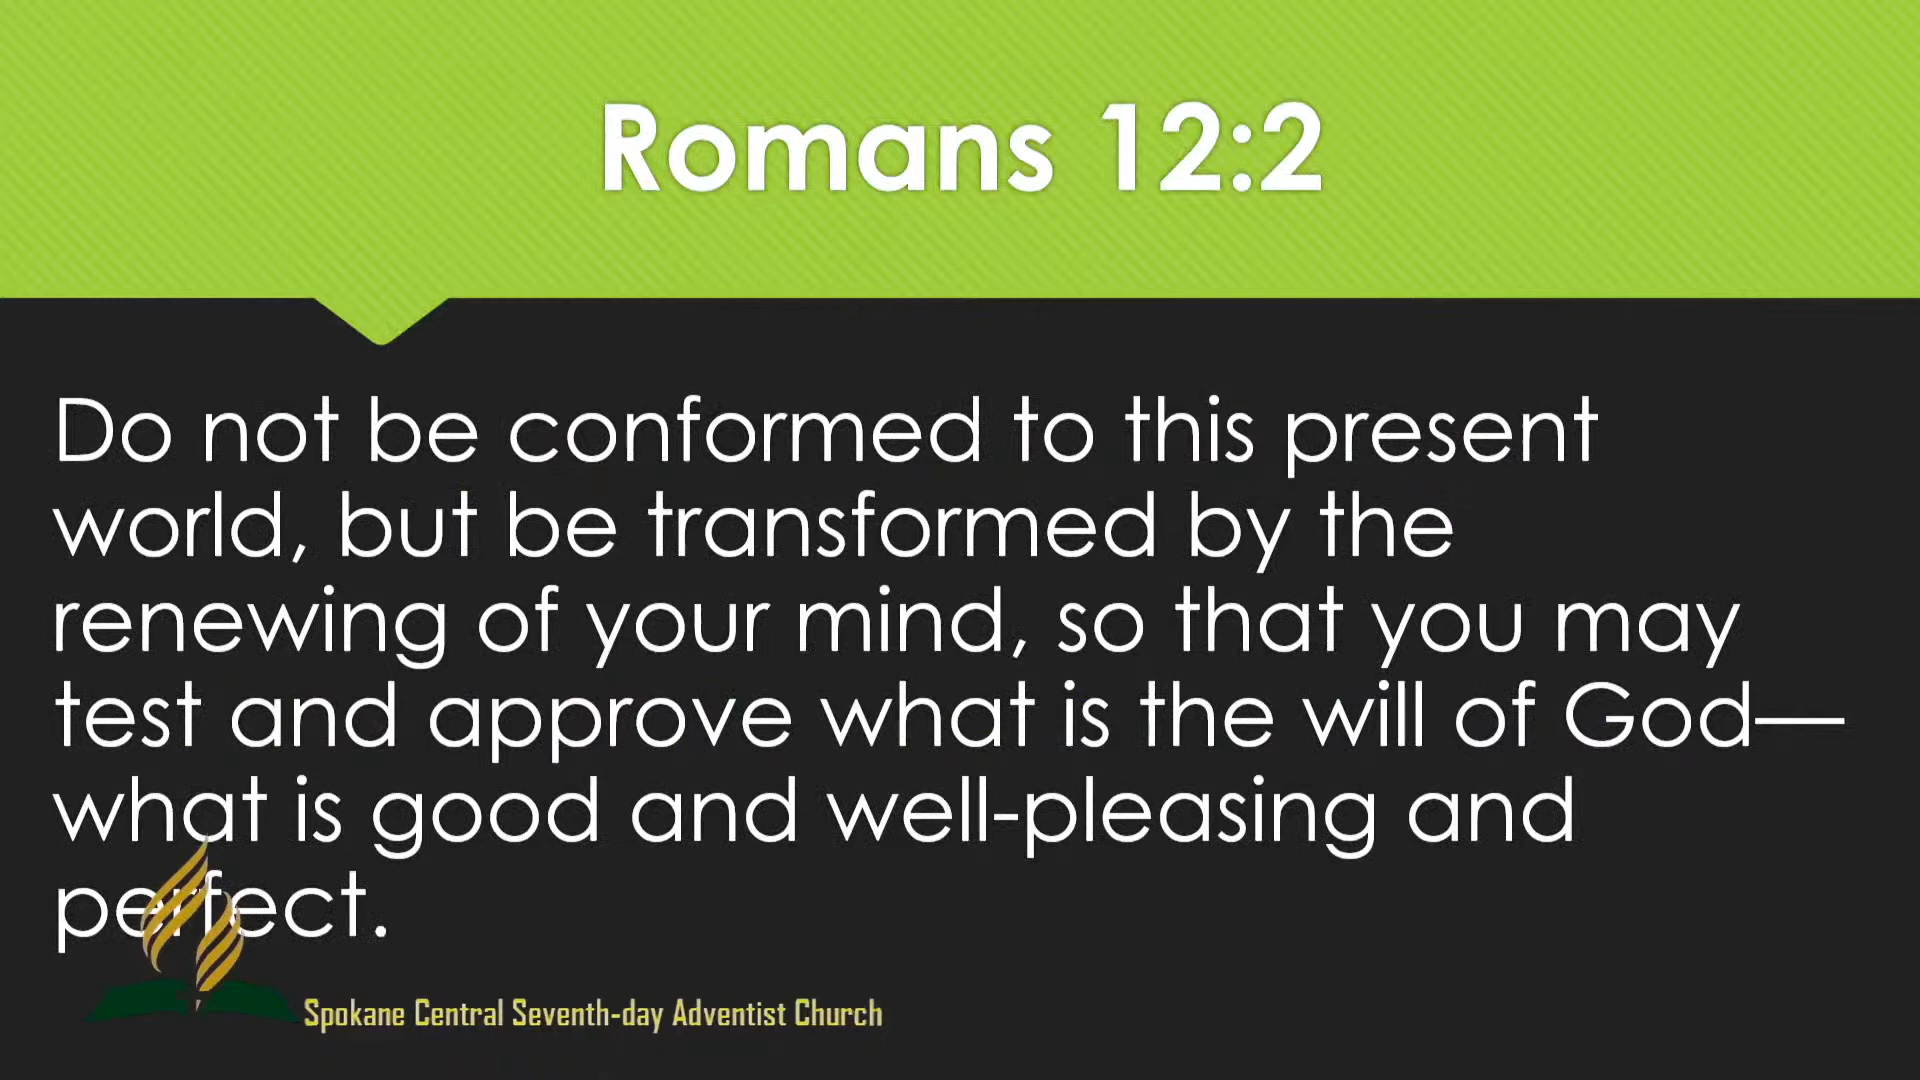 Romans 12:2
Do not be conformed to this present
world, but be transformed by the
renewing of your mind, so that you may
test and approve what is the will of God—
what is good and well-pleasing and
perfect.
Spokane Central Seventh-day Adventist Church